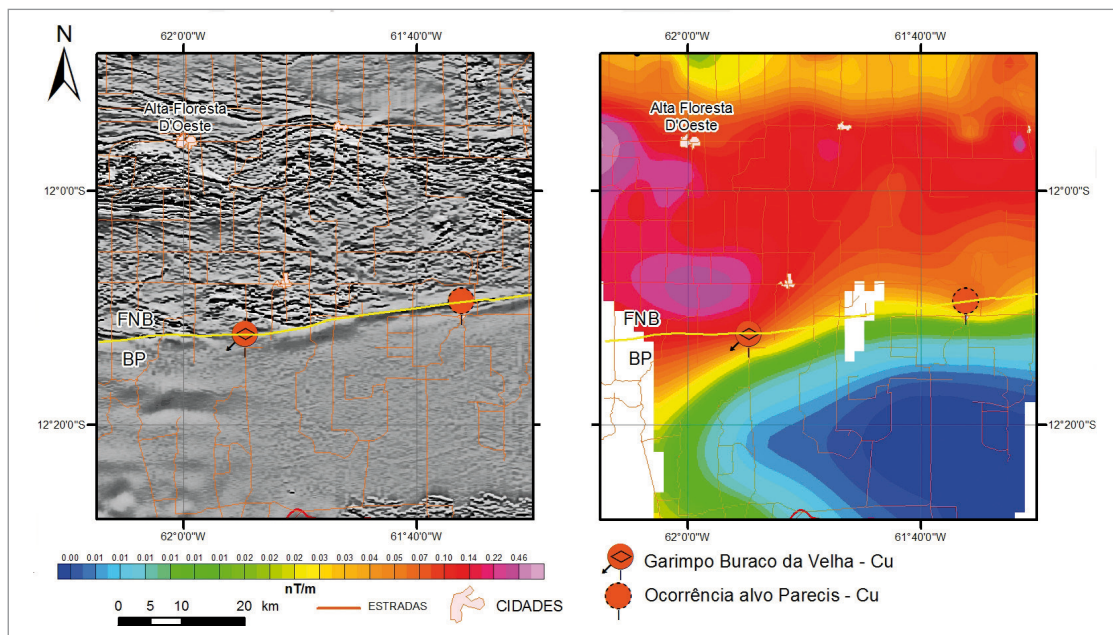 N
62°0'0"W
61°40'0"W
Alta Floresta
D'Oeste
12°0'0"S
FNB
BP
12°20'0"S
62°0'0"W
61°40'0"W
62°0'0"W
61°40'0"W
Alta Floresta
D'Oeste
12°0'0"S
FNB
BP
12°20'0"S
62°0'0"W
61°40'0"W
0.00 0.01 0.01 0.01 0.01 0.01 0.02 0.02 0.03 0.03 0.04 0.05 0.07 0.10 0.14 0.22 0.46
nT/m
0 5 10 20 km
ESTRADAS
CIDADES
Garimpo Buraco da Velha - Cu
Ocorrência alvo Parecis - Cu